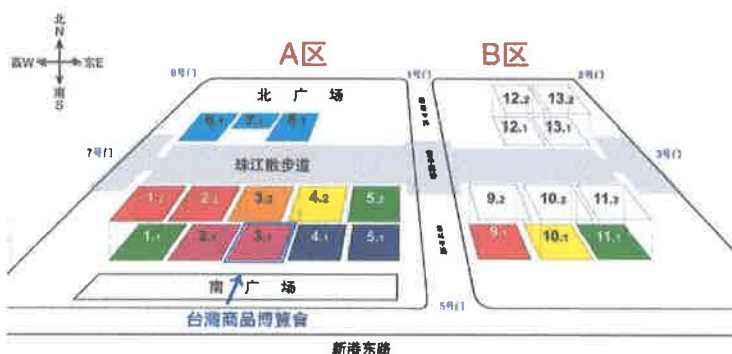 北
N
西W 东E
南
S
A区 B区
8号门 1号门 2号门
北广场
12.2 13.2
12.1 13.1
7号门 3号门
珠江散步道
1.2 2.2 3.2 4.2 5.2 9.2 10.2 11.2
1.1 2.1 3.1 4.1 5.1 9.1 10.1 11.1
南广场
5号门
台灣商品博覽會
新港东路